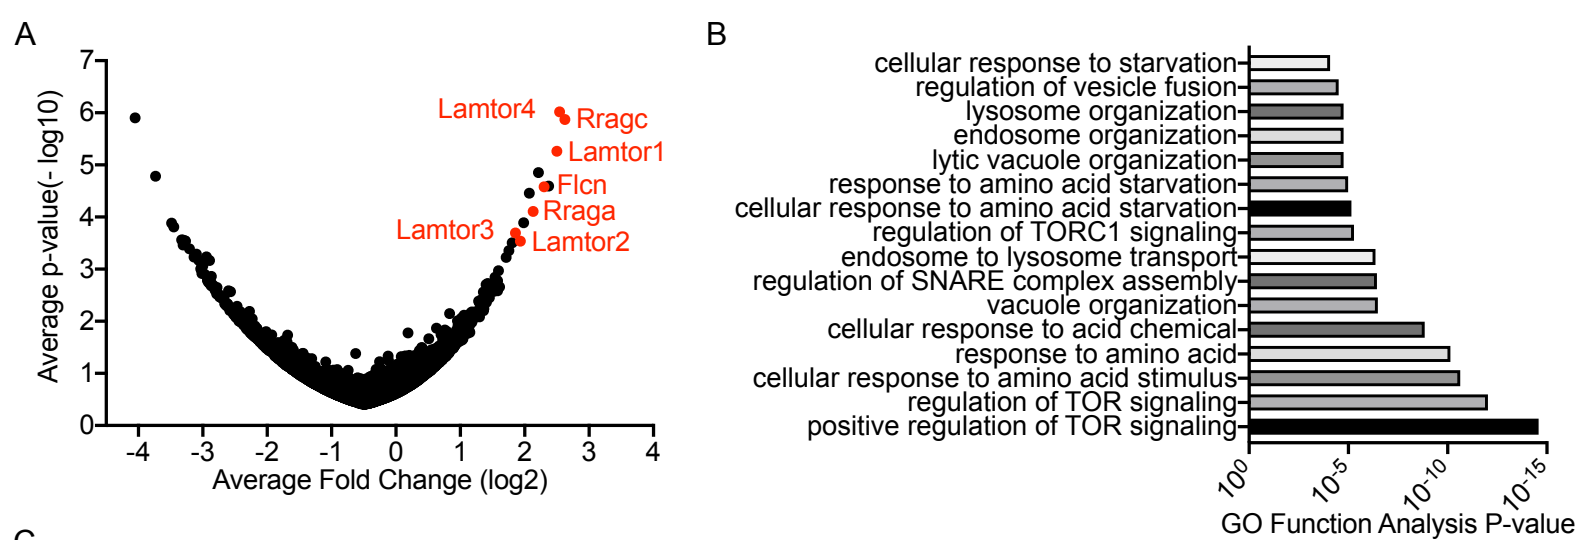 A
7
6
5
4
3
2
1
0
Average p-value(- log10)
Lamtor4
Rragc
Lamtor1
Flcn
Rraga
Lamtor3
Lamtor2
-4 -3 -2 -1 0 1 2 3 4
Average Fold Change (log2)
B
cellular response to starvation
regulation of vesicle fusion
lysosome organization
endosome organization
lytic vacuole organization
response to amino acid starvation
cellular response to amino acid starvation
regulation of TORC1 signaling
endosome to lysosome transport
regulation of SNARE complex assembly
vacuole organization
cellular response to acid chemical
response to amino acid
cellular response to amino acid stimulus
regulation of TOR signaling
positive regulation of TOR signaling
10⁰ 10⁻⁵ 10⁻¹⁰ 10⁻¹⁵
GO Function Analysis P-value